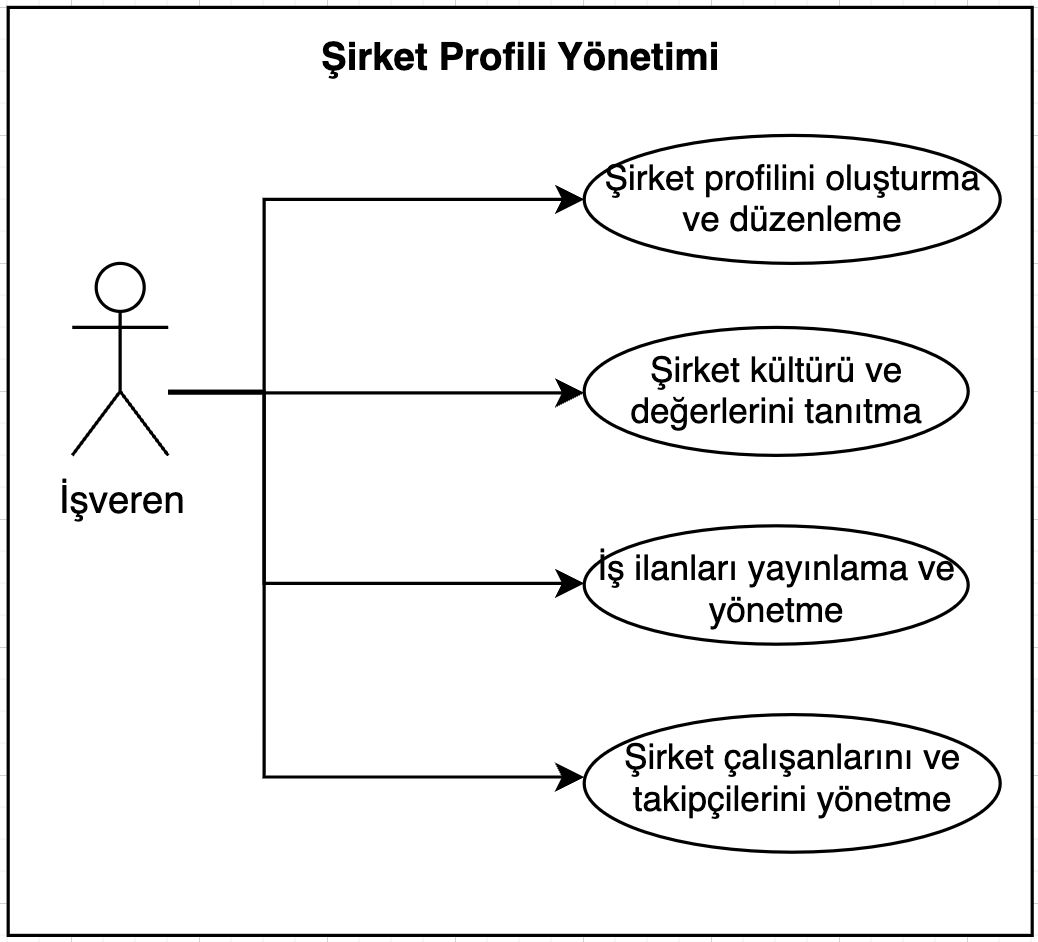 Şirket Profili Yönetimi
Şirket profilini oluşturma
ve düzenleme
Şirket kültürü ve
değerlerini tanıtma
İşveren
İş ilanları yayınlama ve
yönetme
Şirket çalışanlarını ve
takipçilerini yönetme